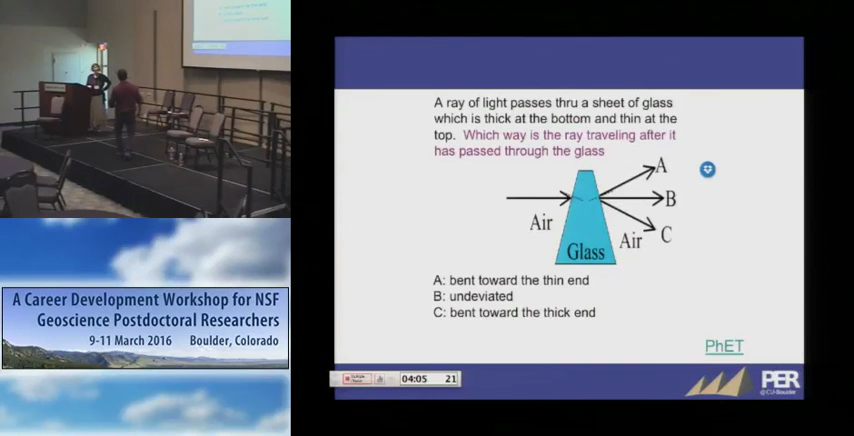 A ray of light passes thru a sheet of glass
which is thick at the bottom and thin at the
top. Which way is the ray traveling after it
has passed through the glass
A
B
Air
C
Air
Glass
A: bent toward the thin end
B: undeviated
C: bent toward the thick end
PhET
04:05 21
PER
@CU-Boulder
A Career Development Workshop for NSF
Geoscience Postdoctoral Researchers
9-11 March 2016 Boulder, Colorado